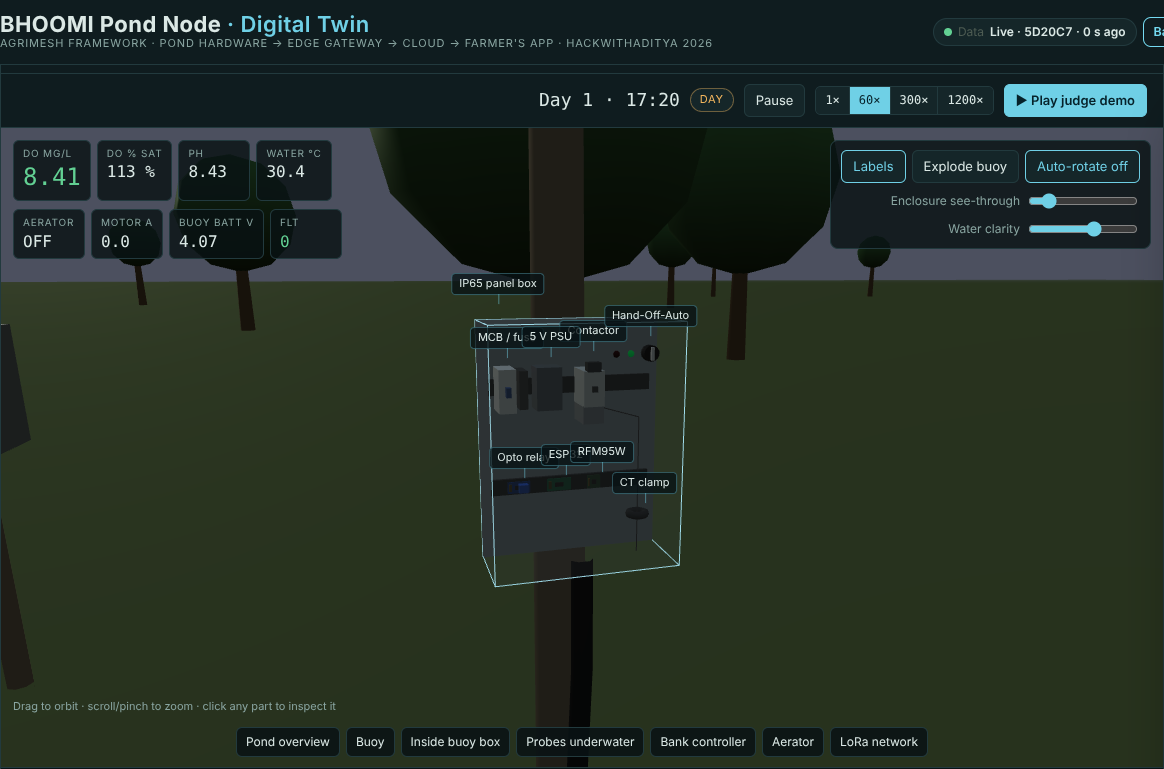 BHOOMI Pond Node · Digital Twin
AGRIMESH FRAMEWORK · POND HARDWARE → EDGE GATEWAY → CLOUD → FARMER'S APP · HACKWITHADITYA 2026
Data Live · 5D20C7 · 0 s ago
Day 1 · 17:20
DAY
Pause
1×
60×
300×
1200×
▶ Play judge demo
DO MG/L
8.41
DO % SAT
113 %
PH
8.43
WATER °C
30.4
AERATOR
OFF
MOTOR A
0.0
BUOY BATT V
4.07
FLT
0
Labels
Explode buoy
Auto-rotate off
Enclosure see-through
Water clarity
IP65 panel box
Hand-Off-Auto
MCB /
5 V PSU
RFM95W
CT clamp
Opto
Drag to orbit · scroll/pinch to zoom · click any part to inspect it
Pond overview
Buoy
Inside buoy box
Probes underwater
Bank controller
Aerator
LoRa network